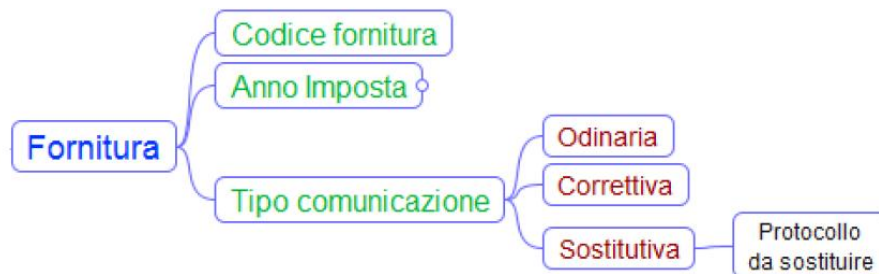 Codice fornitura
Anno Imposta
Fornitura
Tipo comunicazione
Odinaria
Correttiva
Sostitutiva
Protocollo
da sostituire